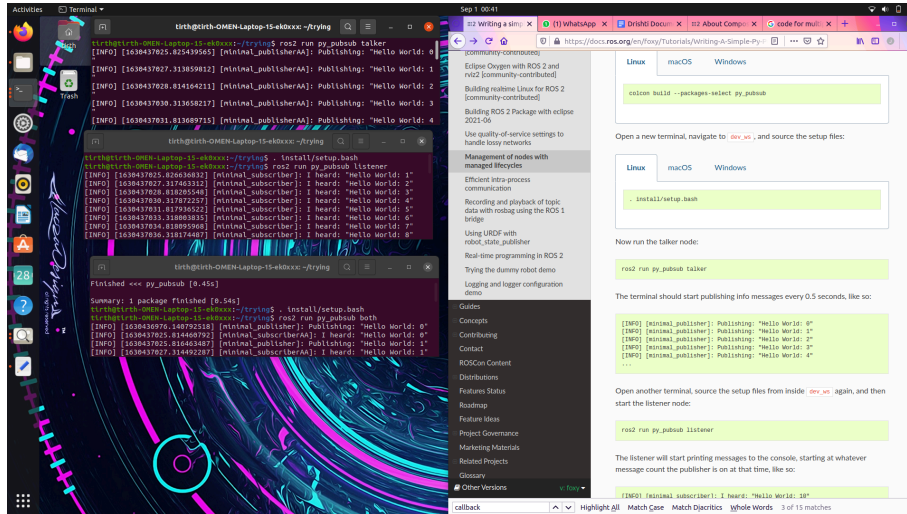 Activities
Terminal
Sep 1 00:41
tirth@tirth-OMEN-Laptop-15-ek0xxx: ~/trying
tirth@tirth-OMEN-Laptop-15-ek0xxx:~/trying$ ros2 run py_pubsub talker
[INFO] [1630437025.825439565] [minimal_publisherAA]: Publishing: "Hello World: 0
"
[INFO] [1630437027.313859812] [minimal_publisherAA]: Publishing: "Hello World: 1
"
[INFO] [1630437028.814164211] [minimal_publisherAA]: Publishing: "Hello World: 2
"
[INFO] [1630437030.313658217] [minimal_publisherAA]: Publishing: "Hello World: 3
"
[INFO] [1630437031.813689715] [minimal_publisherAA]: Publishing: "Hello World: 4
tirth
Trash
tirth@tirth-OMEN-Laptop-15-ek0xxx: ~/trying
tirth@tirth-OMEN-Laptop-15-ek0xxx:~/trying$ . install/setup.bash
tirth@tirth-OMEN-Laptop-15-ek0xxx:~/trying$ ros2 run py_pubsub listener
[INFO] [1630437025.826636832] [minimal_subscriber]: I heard: "Hello World: 1"
[INFO] [1630437027.317463312] [minimal_subscriber]: I heard: "Hello World: 2"
[INFO] [1630437028.818205548] [minimal_subscriber]: I heard: "Hello World: 3"
[INFO] [1630437030.317872257] [minimal_subscriber]: I heard: "Hello World: 4"
[INFO] [1630437031.817936522] [minimal_subscriber]: I heard: "Hello World: 5"
[INFO] [1630437033.318003835] [minimal_subscriber]: I heard: "Hello World: 6"
[INFO] [1630437034.818095968] [minimal_subscriber]: I heard: "Hello World: 7"
[INFO] [1630437036.318174487] [minimal_subscriber]: I heard: "Hello World: 8"
tirth@tirth-OMEN-Laptop-15-ek0xxx: ~/trying
Finished <<< py_pubsub [0.45s]
Summary: 1 package finished [0.54s]
tirth@tirth-OMEN-Laptop-15-ek0xxx:~/trying$ . install/setup.bash
tirth@tirth-OMEN-Laptop-15-ek0xxx:~/trying$ ros2 run py_pubsub both
[INFO] [1630436976.140792518] [minimal_publisher]: Publishing: "Hello World: 0"
[INFO] [1630437025.814460792] [minimal_subscriberAA]: I heard: "Hello World: 0"
[INFO] [1630437025.816463487] [minimal_publisher]: Publishing: "Hello World: 1"
[INFO] [1630437027.314492287] [minimal_subscriberAA]: I heard: "Hello World: 1"
28
Writing a simp
(1) WhatsApp
Drishti Docum
About Compo
code for multi
https://docs.ros.org/en/foxy/Tutorials/Writing-A-Simple-Py-P
[community-contributed]
Eclipse Oxygen with ROS 2 and
rviz2 [community-contributed]
Building realtime Linux for ROS 2
[community-contributed]
Building ROS 2 Package with eclipse
2021-06
Use quality-of-service settings to
handle lossy networks
Management of nodes with
managed lifecycles
Efficient intra-process
communication
Recording and playback of topic
data with rosbag using the ROS 1
bridge
Using URDF with
robot_state_publisher
Real-time programming in ROS 2
Trying the dummy robot demo
Logging and logger configuration
demo
Guides
Concepts
Contributing
Contact
ROSCon Content
Distributions
Features Status
Roadmap
Feature Ideas
Project Governance
Marketing Materials
Related Projects
Glossary
Other Versions
v: foxy
Linux macOS Windows
colcon build --packages-select py_pubsub
Open a new terminal, navigate to dev_ws , and source the setup files:
Linux macOS Windows
. install/setup.bash
Now run the talker node:
ros2 run py_pubsub talker
The terminal should start publishing info messages every 0.5 seconds, like so:
[INFO] [minimal_publisher]: Publishing: "Hello World: 0"
[INFO] [minimal_publisher]: Publishing: "Hello World: 1"
[INFO] [minimal_publisher]: Publishing: "Hello World: 2"
[INFO] [minimal_publisher]: Publishing: "Hello World: 3"
[INFO] [minimal_publisher]: Publishing: "Hello World: 4"
...
Open another terminal, source the setup files from inside dev_ws again, and then
start the listener node:
ros2 run py_pubsub listener
The listener will start printing messages to the console, starting at whatever
message count the publisher is on at that time, like so:
[INFO] [minimal_subscriber]: I heard: "Hello World: 10"
callback
Highlight All Match Case Match Diacritics Whole Words 3 of 15 matches